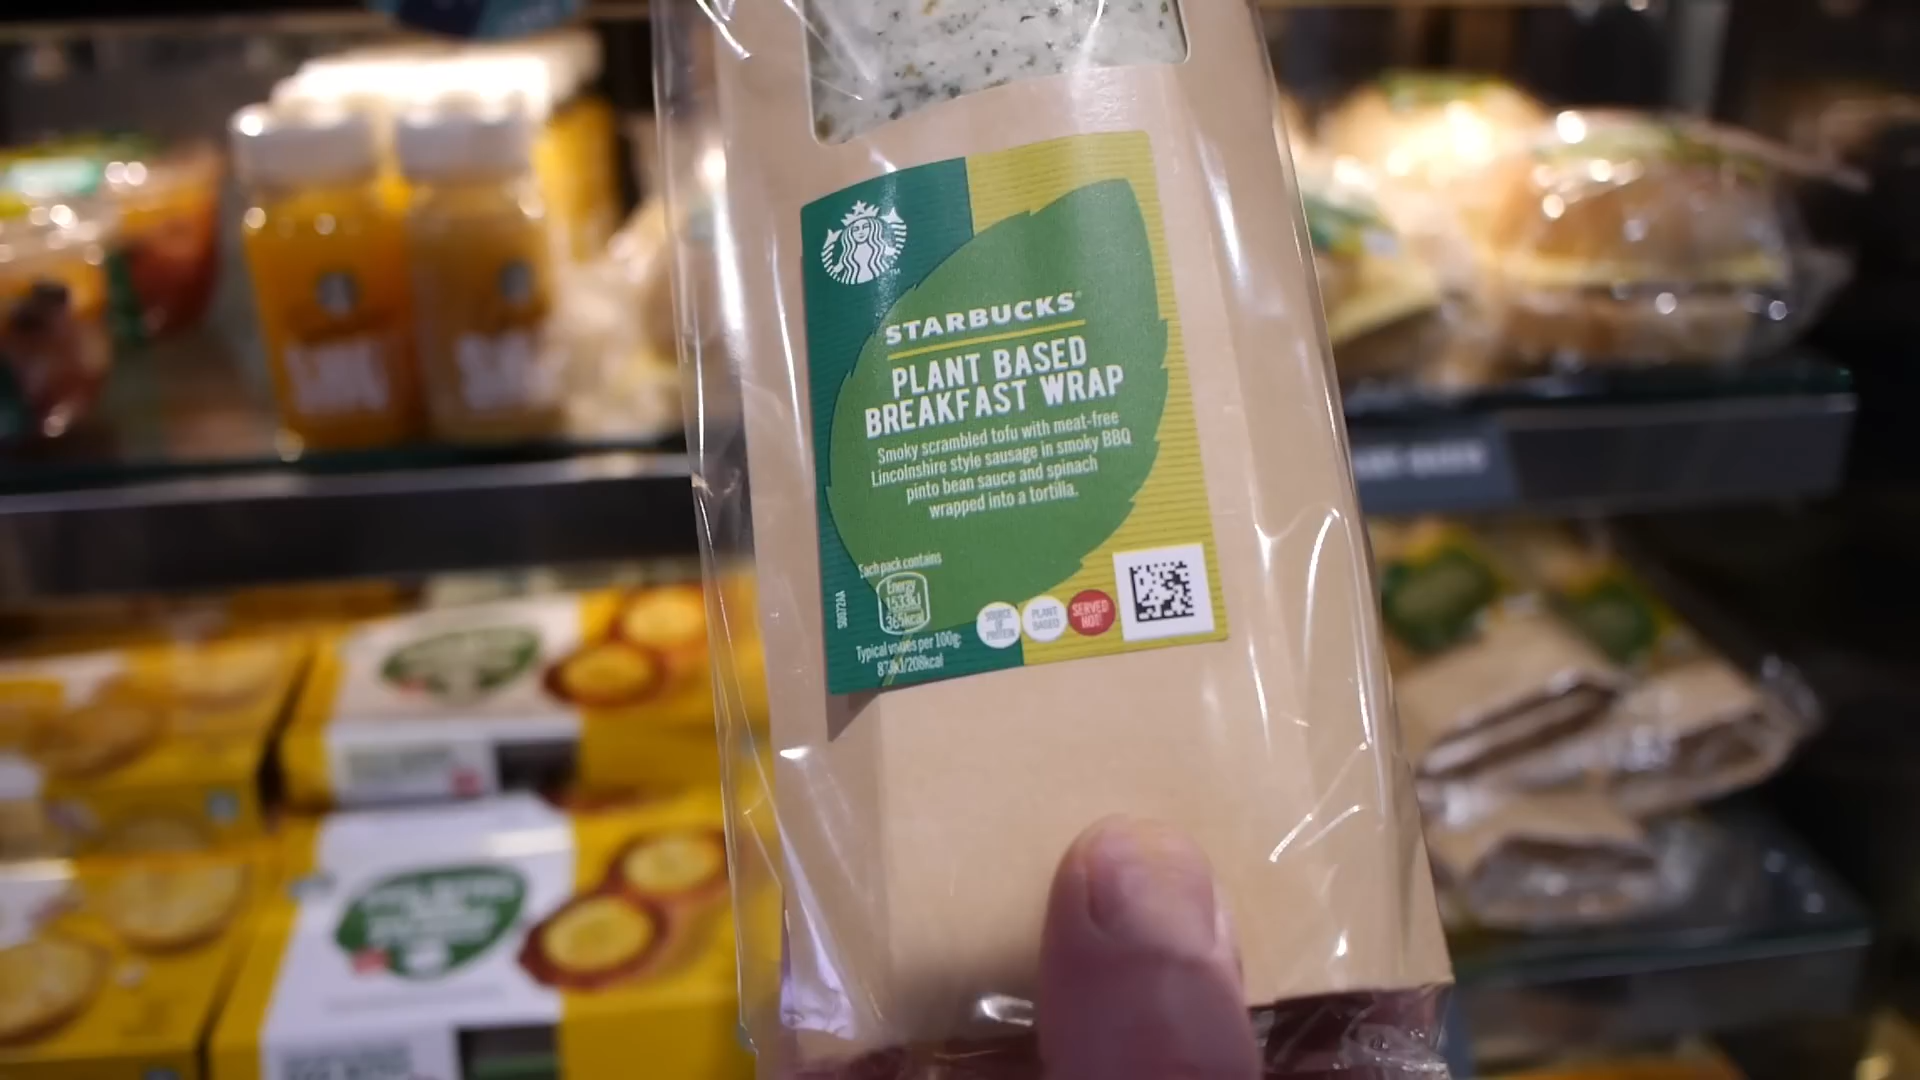 STARBUCKS®
PLANT BASED
BREAKFAST WRAP
Smoky scrambled tofu with meat-free
Lincolnshire style sausage in smoky BBQ
pinto bean sauce and spinach
wrapped into a tortilla.
Each pack contains
Energy
1533kJ
365kcal
Typical values per 100g:
SOURCE
OF
PROTEIN
PLANT
BASED
SERVED
HOT!
TM